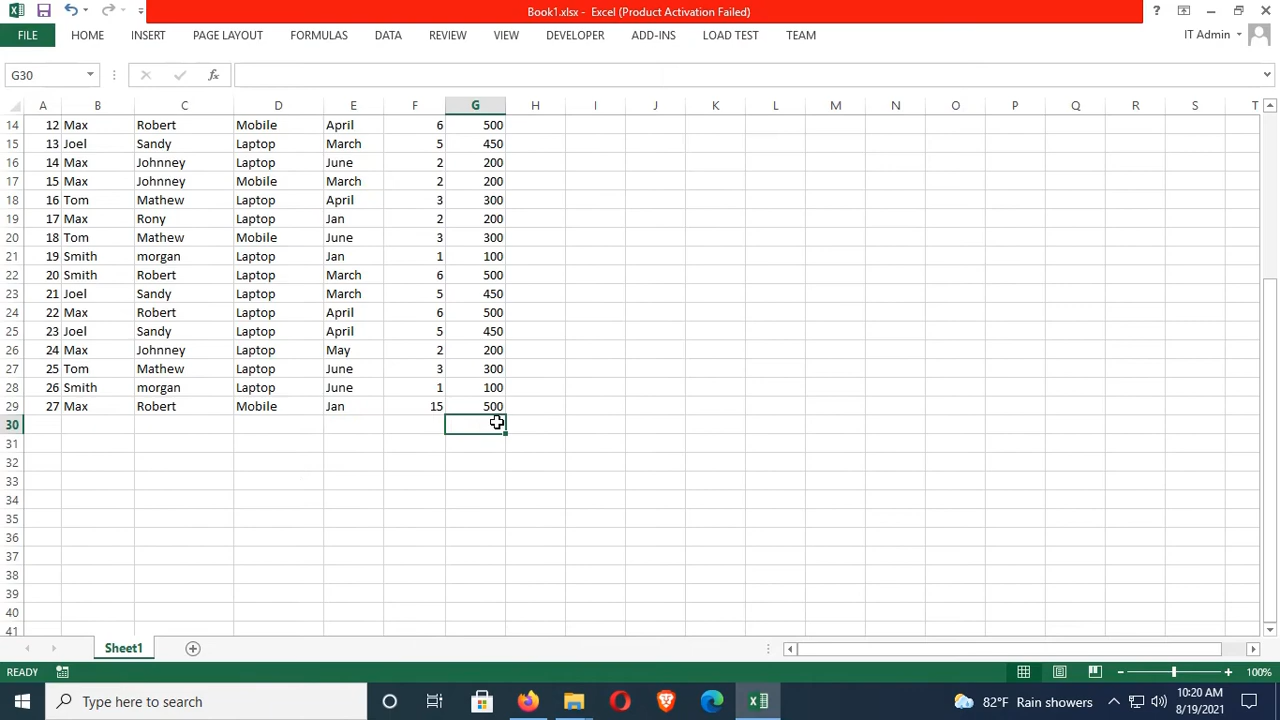 Book1.xlsx - Excel (Product Activation Failed)
?
FILE HOME INSERT PAGE LAYOUT FORMULAS DATA REVIEW VIEW DEVELOPER ADD-INS LOAD TEST TEAM IT Admin
G30 fx
A B C D E F G H I J K L M N O P Q R S T
14 12 Max Robert Mobile April 6 500
15 13 Joel Sandy Laptop March 5 450
16 14 Max Johnney Laptop June 2 200
17 15 Max Johnney Mobile March 2 200
18 16 Tom Mathew Laptop April 3 300
19 17 Max Rony Laptop Jan 2 200
20 18 Tom Mathew Mobile June 3 300
21 19 Smith morgan Laptop Jan 1 100
22 20 Smith Robert Laptop March 6 500
23 21 Joel Sandy Laptop March 5 450
24 22 Max Robert Laptop April 6 500
25 23 Joel Sandy Laptop April 5 450
26 24 Max Johnney Laptop May 2 200
27 25 Tom Mathew Laptop June 3 300
28 26 Smith morgan Laptop June 1 100
29 27 Max Robert Mobile Jan 15 500
30
31
32
33
34
35
36
37
38
39
40
41
Sheet1
READY 100%
Type here to search 82°F Rain showers 10:20 AM
8/19/2021